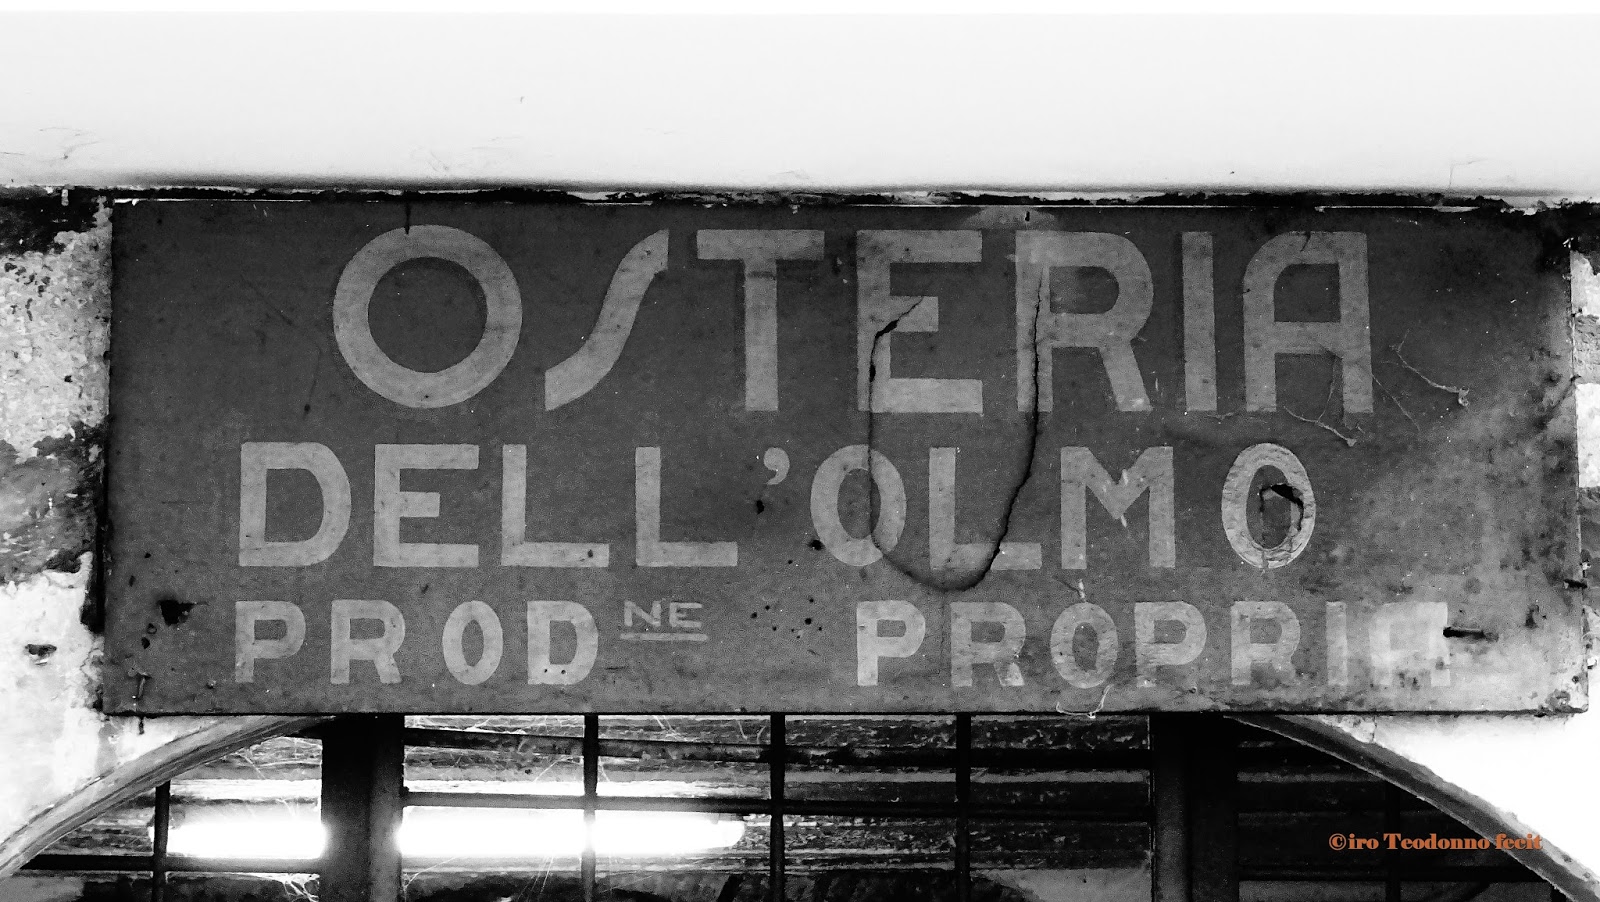 OSTERIA
DELL'OLMO
PROD.NE PROPRIA
©iro Teodonno fecit